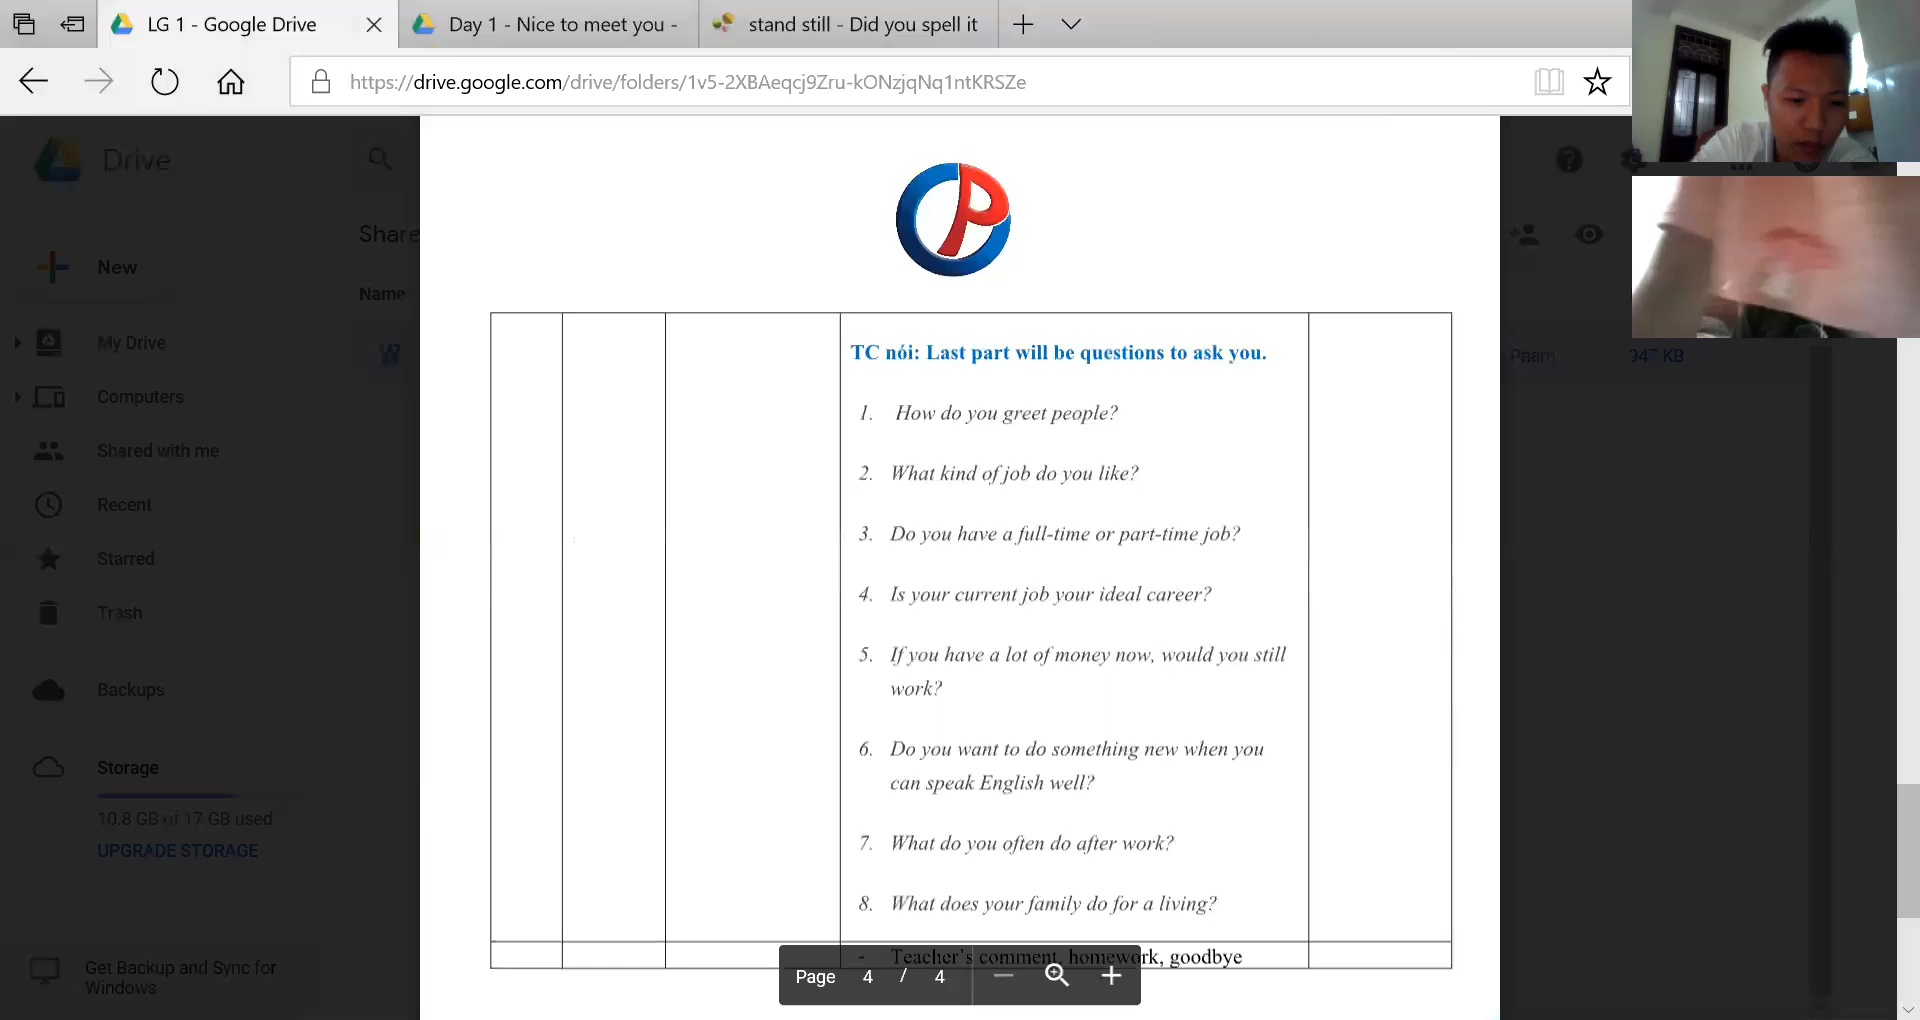 LG 1 - Google Drive
Day 1 - Nice to meet you -
stand still - Did you spell it
https://drive.google.com/drive/folders/1v5-2XBAeqcj9Zru-kONzjqNq1ntKRSZe
Drive
Share
New
Name
My Drive
Computers
Shared with me
Recent
Starred
Trash
Backups
Storage
10.8 GB of 17 GB used
UPGRADE STORAGE
Get Backup and Sync for
Windows
TC nói: Last part will be questions to ask you.
1. How do you greet people?
2. What kind of job do you like?
3. Do you have a full-time or part-time job?
4. Is your current job your ideal career?
5. If you have a lot of money now, would you still
work?
6. Do you want to do something new when you
can speak English well?
7. What do you often do after work?
8. What does your family do for a living?
- Teacher's comment, homework, goodbye
Page 4 / 4